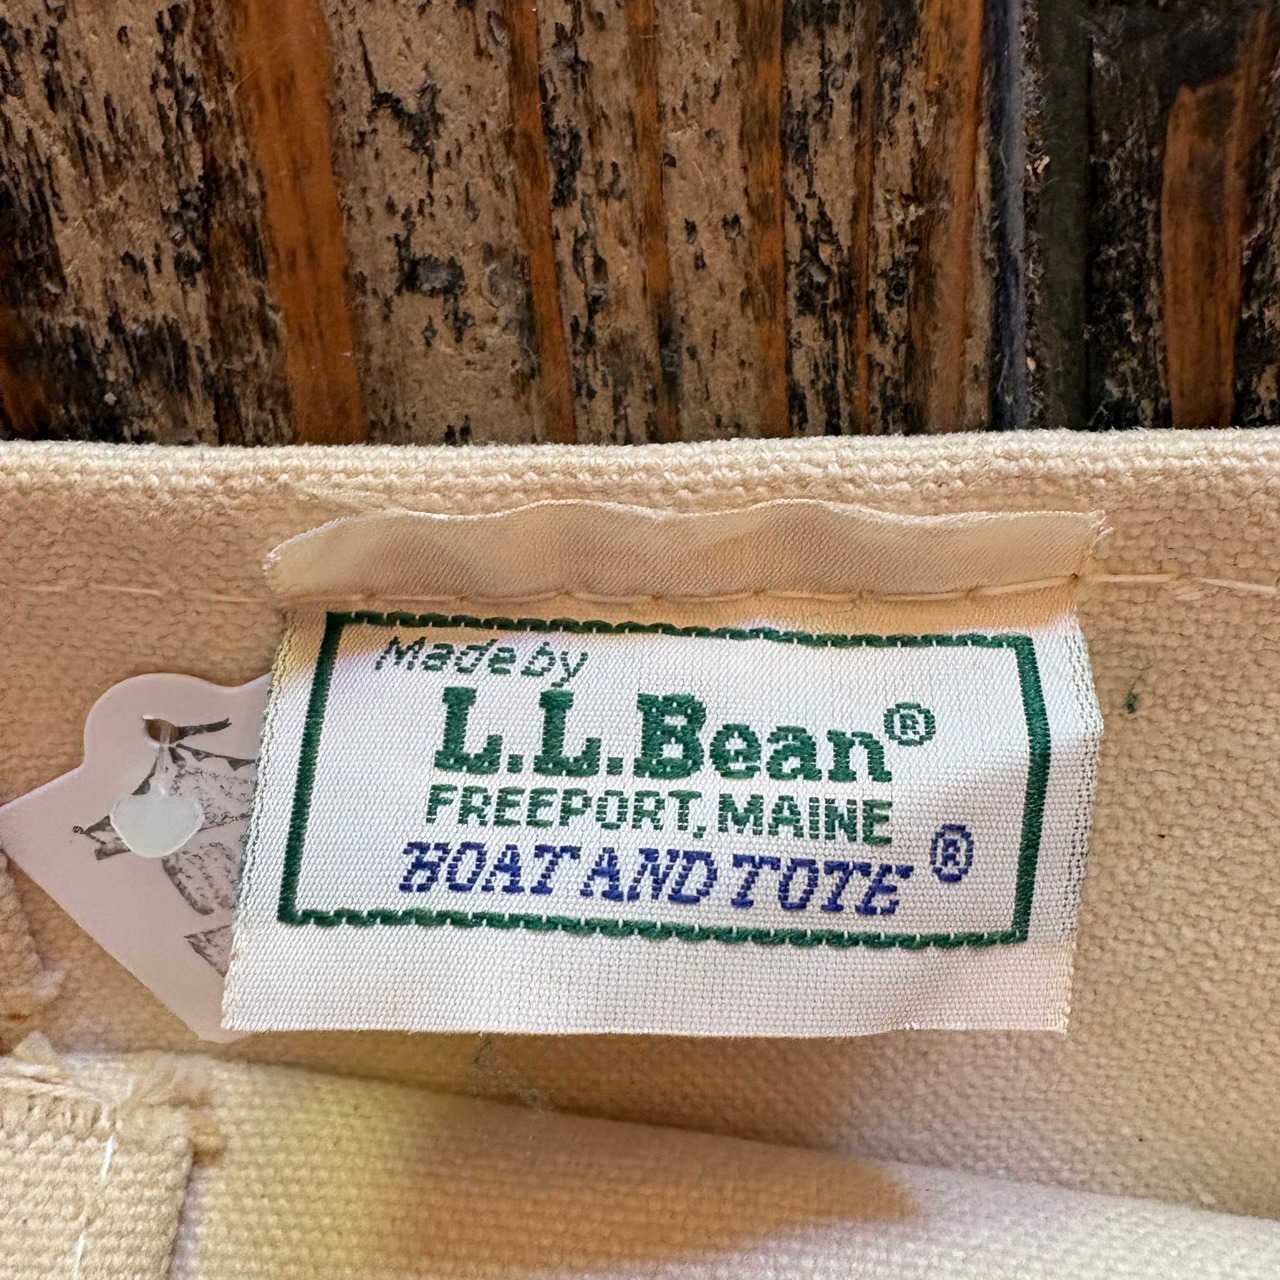 Made by
L.L.Bean®
FREEPORT, MAINE
BOAT AND TOTE ®